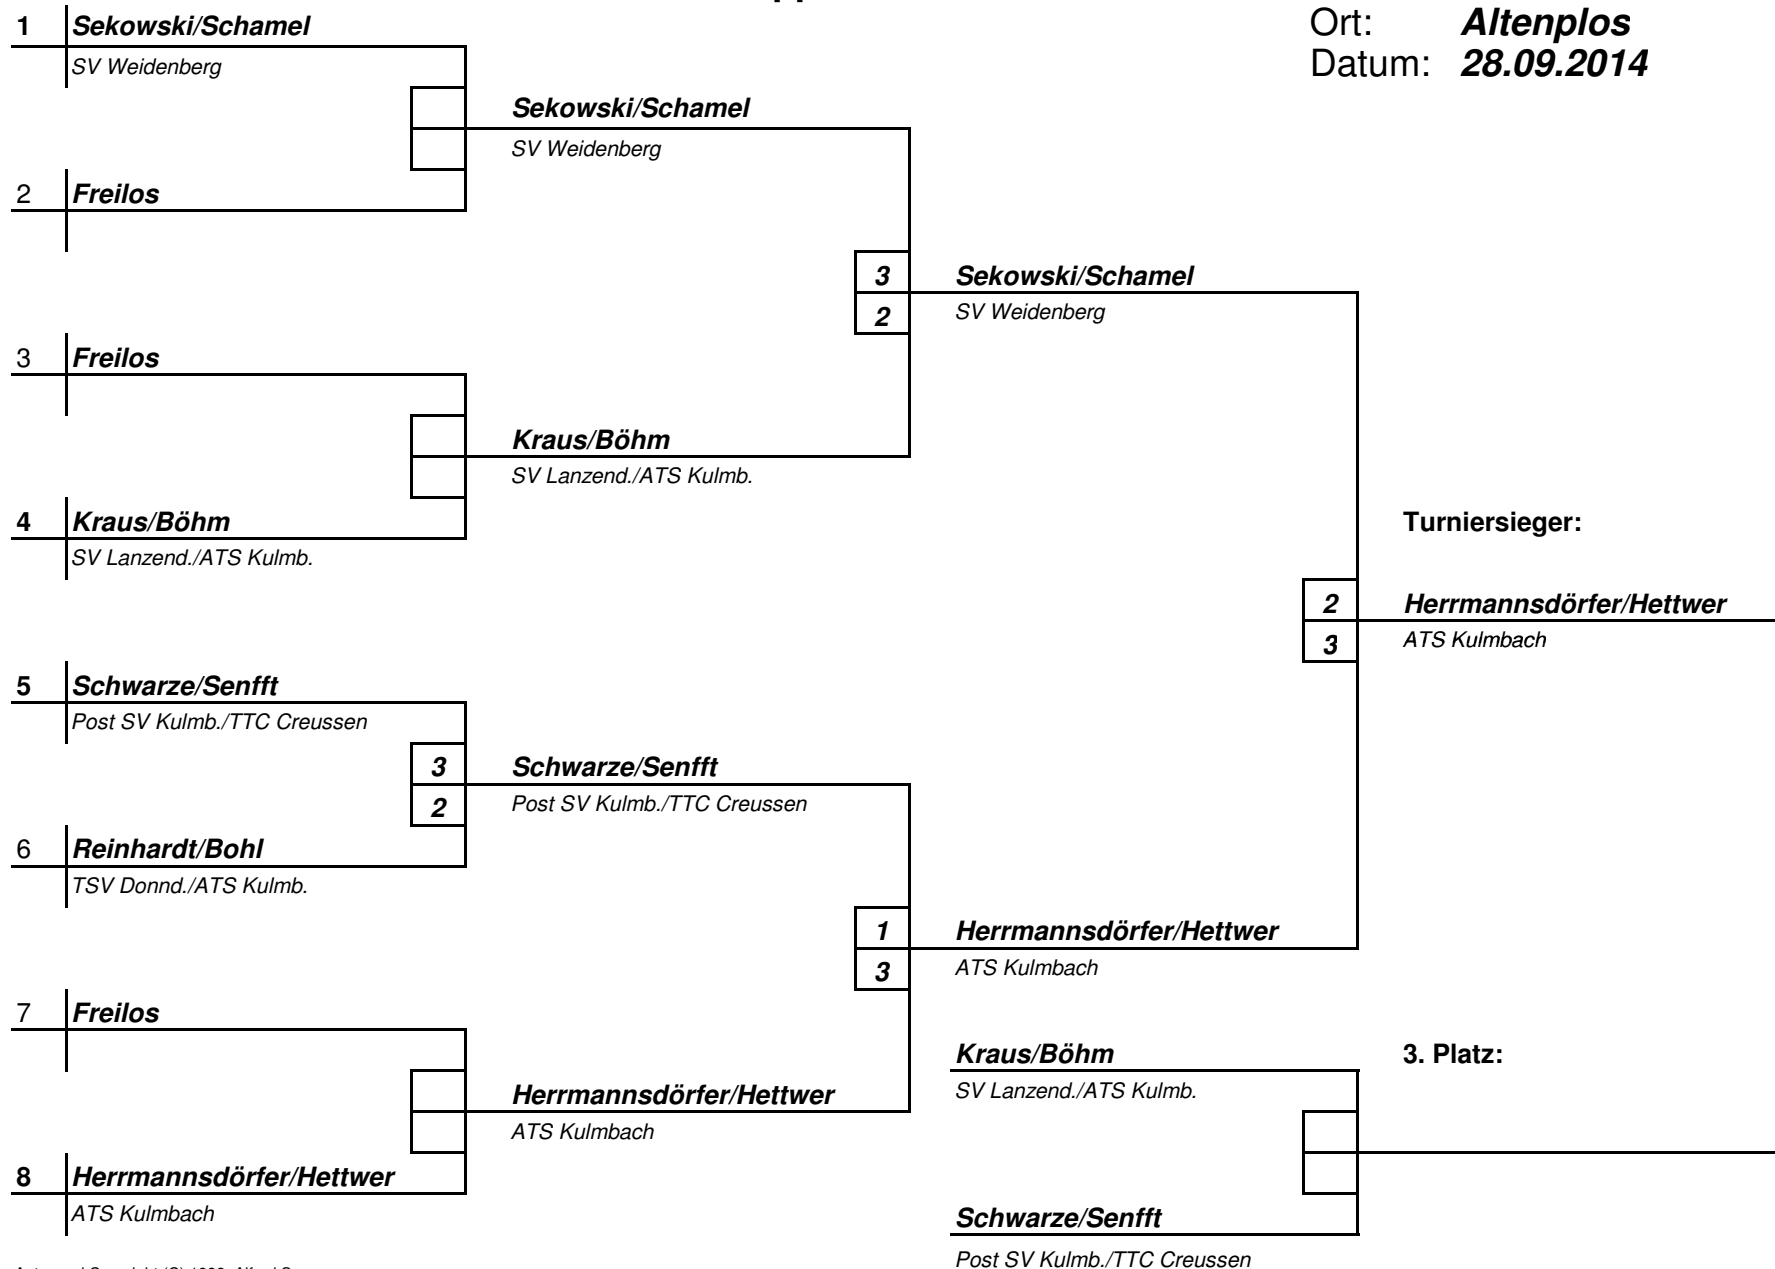 Ort: Altenplos
Datum: 28.09.2014
1 Sekowski/Schamel
SV Weidenberg
Sekowski/Schamel
SV Weidenberg
2 Freilos
3 Sekowski/Schamel
2 SV Weidenberg
3 Freilos
Kraus/Böhm
SV Lanzend./ATS Kulmb.
4 Kraus/Böhm
SV Lanzend./ATS Kulmb.
Turniersieger:
2 Herrmannsdörfer/Hettwer
3 ATS Kulmbach
5 Schwarze/Senfft
Post SV Kulmb./TTC Creussen
3 Schwarze/Senfft
2 Post SV Kulmb./TTC Creussen
6 Reinhardt/Bohl
TSV Donnd./ATS Kulmb.
1 Herrmannsdörfer/Hettwer
3 ATS Kulmbach
7 Freilos
Kraus/Böhm
3. Platz:
SV Lanzend./ATS Kulmb.
Herrmannsdörfer/Hettwer
ATS Kulmbach
8 Herrmannsdörfer/Hettwer
ATS Kulmbach
Schwarze/Senfft
Post SV Kulmb./TTC Creussen